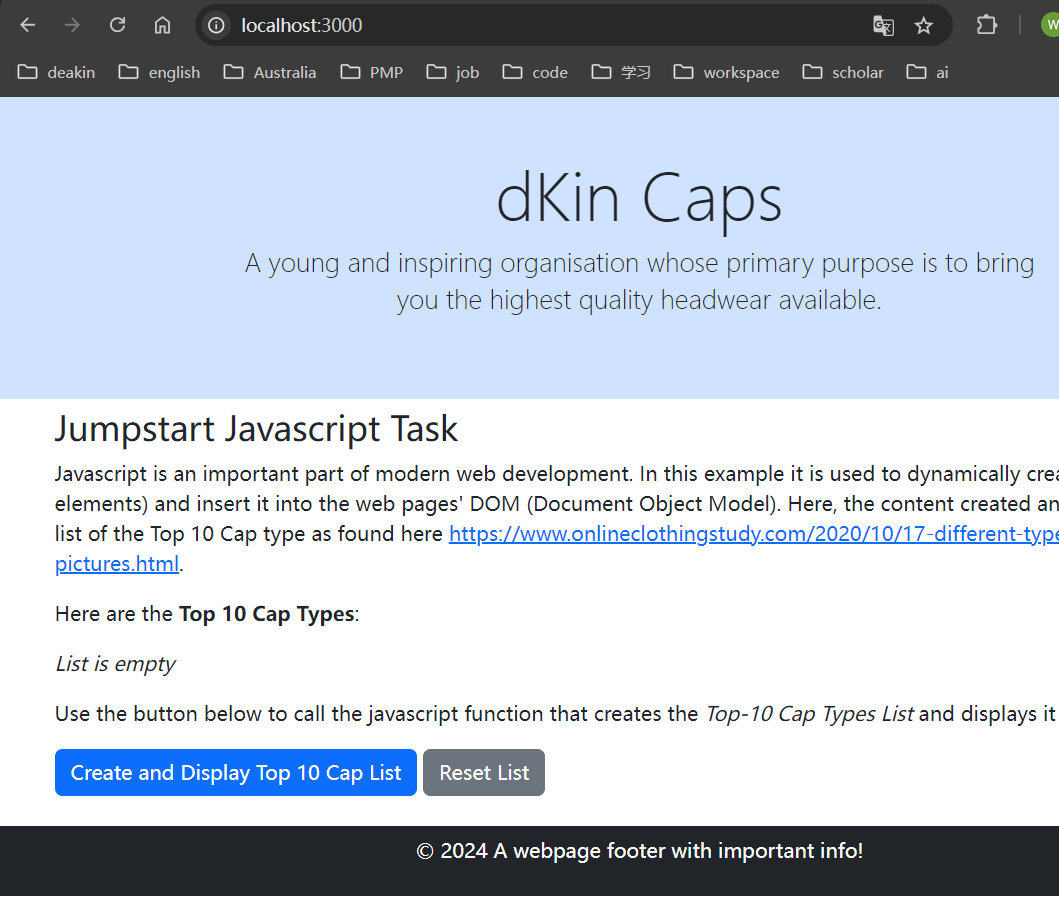 localhost:3000
deakin english Australia PMP job code 学习 workspace scholar ai
dKin Caps
A young and inspiring organisation whose primary purpose is to bring
you the highest quality headwear available.
Jumpstart Javascript Task
Javascript is an important part of modern web development. In this example it is used to dynamically
elements) and insert it into the web pages' DOM (Document Object Model). Here, the content created
list of the Top 10 Cap type as found here https://www.onlineclothingstudy.com/2020/10/17-different-type
pictures.html.
Here are the Top 10 Cap Types:
List is empty
Use the button below to call the javascript function that creates the Top-10 Cap Types List and displays it
Create and Display Top 10 Cap List Reset List
© 2024 A webpage footer with important info!